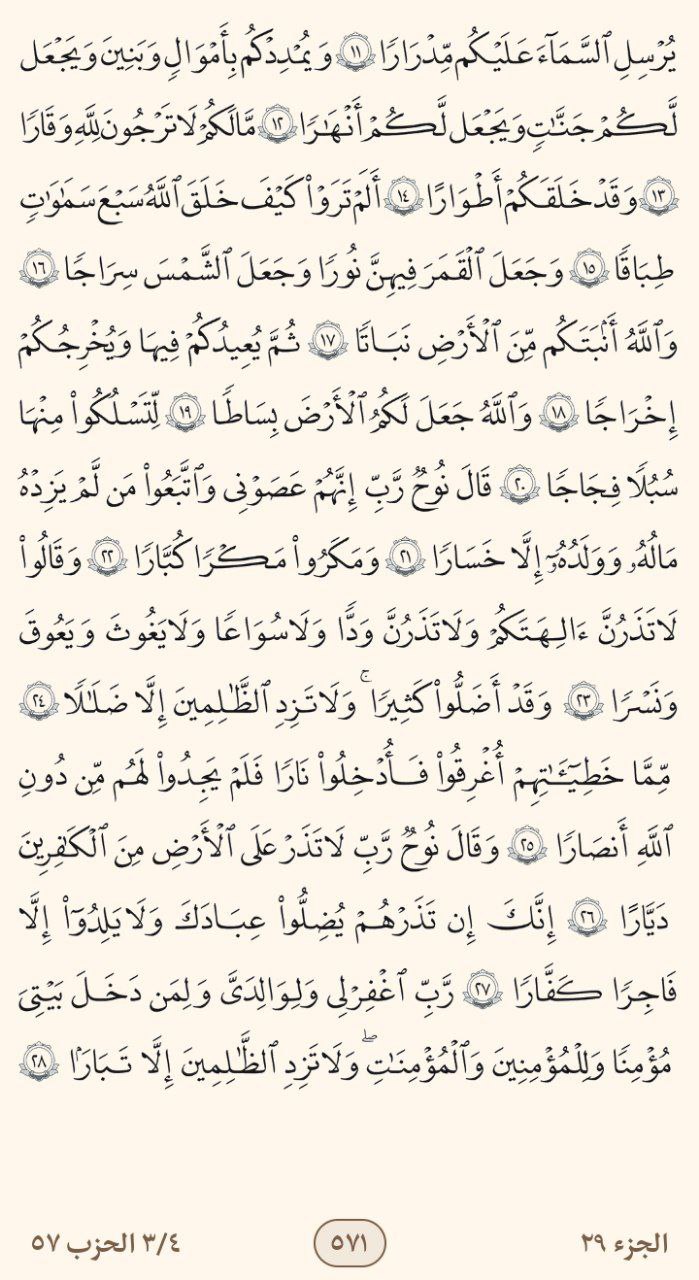 يُرْسِلِ ٱلسَّمَآءَ عَلَيْكُم مِّدْرَارًا ١١ وَيُمْدِدْكُم بِأَمْوَٰلٍ وَبَنِينَ وَيَجْعَل
لَّكُمْ جَنَّٰتٍ وَيَجْعَل لَّكُمْ أَنْهَٰرًا ١٢ مَّا لَكُمْ لَا تَرْجُونَ لِلَّهِ وَقَارًا
١٣ وَقَدْ خَلَقَكُمْ أَطْوَارًا ١٤ أَلَمْ تَرَوْا۟ كَيْفَ خَلَقَ ٱللَّهُ سَبْعَ سَمَٰوَٰتٍ
طِبَاقًا ١٥ وَجَعَلَ ٱلْقَمَرَ فِيهِنَّ نُورًا وَجَعَلَ ٱلشَّمْسَ سِرَاجًا ١٦
وَٱللَّهُ أَنۢبَتَكُم مِّنَ ٱلْأَرْضِ نَبَاتًا ١٧ ثُمَّ يُعِيدُكُمْ فِيهَا وَيُخْرِجُكُمْ
إِخْرَاجًا ١٨ وَٱللَّهُ جَعَلَ لَكُمُ ٱلْأَرْضَ بِسَاطًا ١٩ لِّتَسْلُكُوا۟ مِنْهَا
سُبُلًا فِجَاجًا ٢٠ قَالَ نُوحٌ رَّبِّ إِنَّهُمْ عَصَوْنِى وَٱتَّبَعُوا۟ مَن لَّمْ يَزِدْهُ
مَالُهُۥ وَوَلَدُهُۥٓ إِلَّا خَسَارًا ٢١ وَمَكَرُوا۟ مَكْرًا كُبَّارًا ٢٢ وَقَالُوا۟
لَا تَذَرُنَّ ءَالِهَتَكُمْ وَلَا تَذَرُنَّ وَدًّا وَلَا سُوَاعًا وَلَا يَغُوثَ وَيَعُوقَ
وَنَسْرًا ٢٣ وَقَدْ أَضَلُّوا۟ كَثِيرًا ۖ وَلَا تَزِدِ ٱلظَّٰلِمِينَ إِلَّا ضَلَٰلًا ٢٤
مِّمَّا خَطِيٓـَٰٔتِهِمْ أُغْرِقُوا۟ فَأُدْخِلُوا۟ نَارًا فَلَمْ يَجِدُوا۟ لَهُم مِّن دُونِ
ٱللَّهِ أَنصَارًا ٢٥ وَقَالَ نُوحٌ رَّبِّ لَا تَذَرْ عَلَى ٱلْأَرْضِ مِنَ ٱلْكَٰفِرِينَ
دَيَّارًا ٢٦ إِنَّكَ إِن تَذَرْهُمْ يُضِلُّوا۟ عِبَادَكَ وَلَا يَلِدُوٓا۟ إِلَّا
فَاجِرًا كَفَّارًا ٢٧ رَّبِّ ٱغْفِرْ لِى وَلِوَٰلِدَىَّ وَلِمَن دَخَلَ بَيْتِىَ
مُؤْمِنًا وَلِلْمُؤْمِنِينَ وَٱلْمُؤْمِنَٰتِ ۖ وَلَا تَزِدِ ٱلظَّٰلِمِينَ إِلَّا تَبَارًۢا ٢٨
الجزء ٢٩ ٥٧١ ٣/٤ الحزب ٥٧